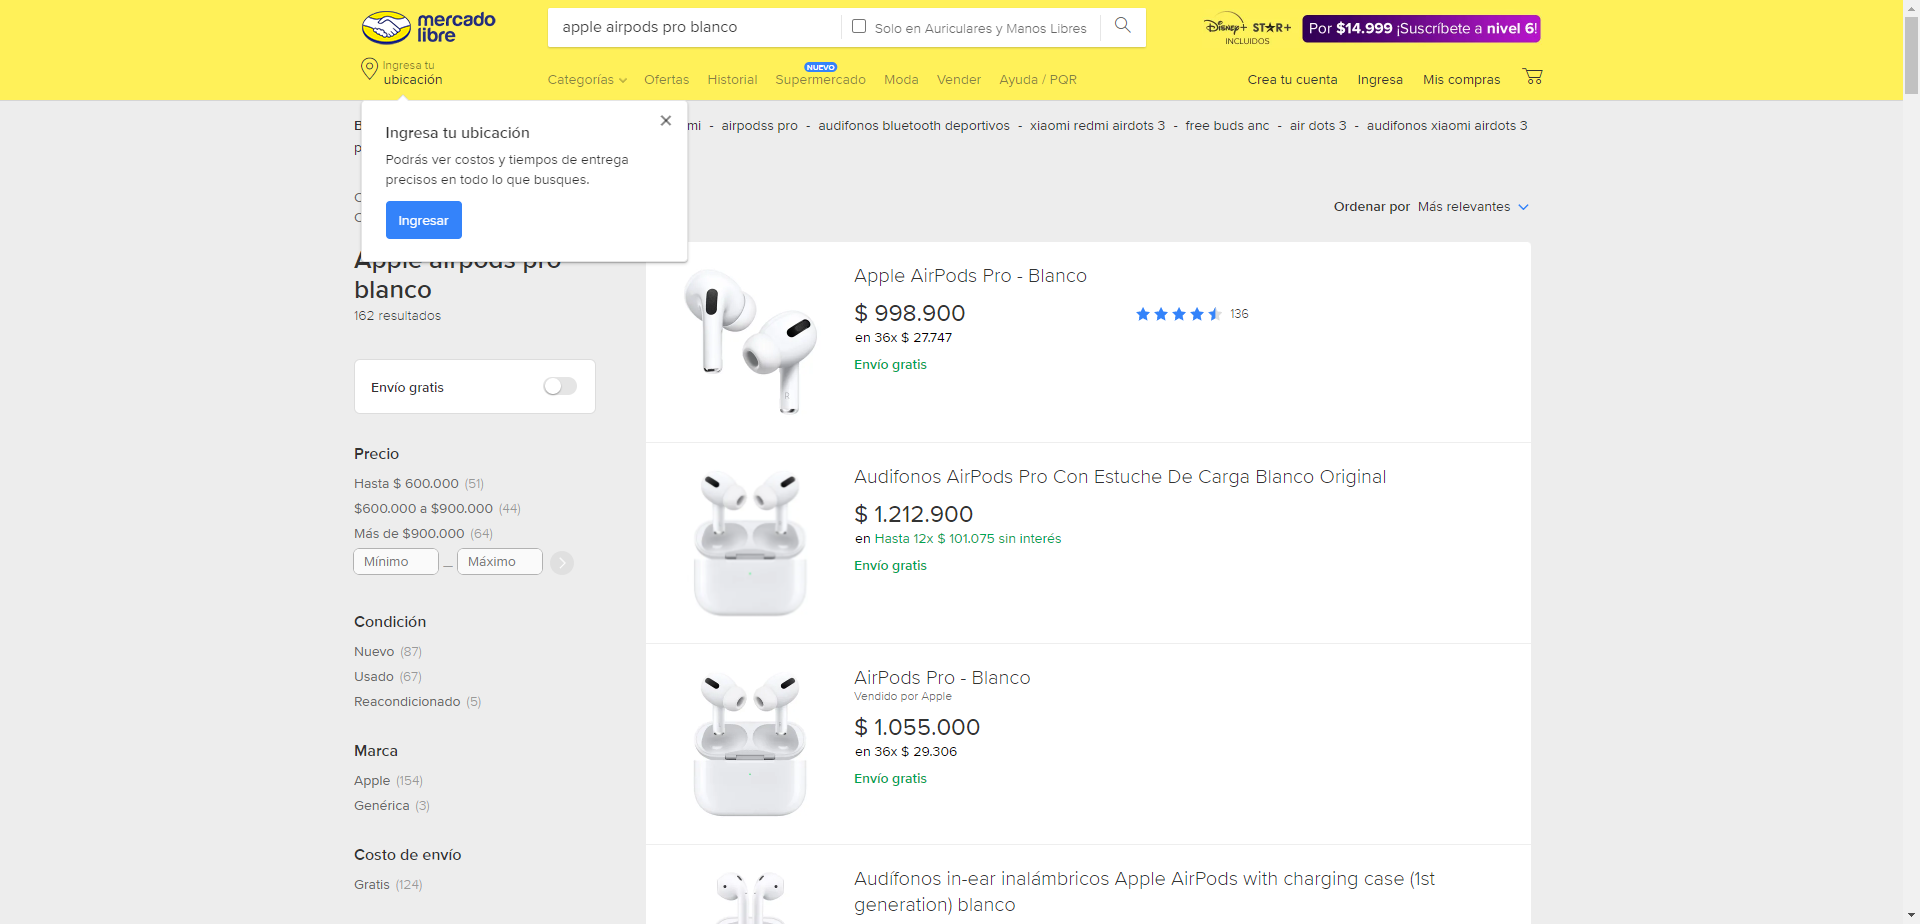 mercado
libre
apple airpods pro blanco
Solo en Auriculares y Manos Libres
Disney+ STAR+
INCLUIDOS
Por $14.999 ¡Suscríbete a nivel 6!
Ingresa tu
ubicación
Categorías
Ofertas
Historial
NUEVO
Supermercado
Moda
Vender
Ayuda / PQR
Crea tu cuenta
Ingresa
Mis compras
Ingresa tu ubicación
Podrás ver costos y tiempos de entrega
precisos en todo lo que busques.
Ingresar
mi - airpodss pro - audifonos bluetooth deportivos - xiaomi redmi airdots 3 - free buds anc - air dots 3 - audifonos xiaomi airdots 3
Ordenar por Más relevantes
Apple airpods pro
blanco
162 resultados
Envío gratis
Precio
Hasta $ 600.000 (51)
$600.000 a $900.000 (44)
Más de $900.000 (64)
Mínimo — Máximo
Condición
Nuevo (87)
Usado (67)
Reacondicionado (5)
Marca
Apple (154)
Genérica (3)
Costo de envío
Gratis (124)
Apple AirPods Pro - Blanco
$ 998.900
136
en 36x $ 27.747
Envío gratis
Audifonos AirPods Pro Con Estuche De Carga Blanco Original
$ 1.212.900
en Hasta 12x $ 101.075 sin interés
Envío gratis
AirPods Pro - Blanco
Vendido por Apple
$ 1.055.000
en 36x $ 29.306
Envío gratis
Audífonos in-ear inalámbricos Apple AirPods with charging case (1st
generation) blanco